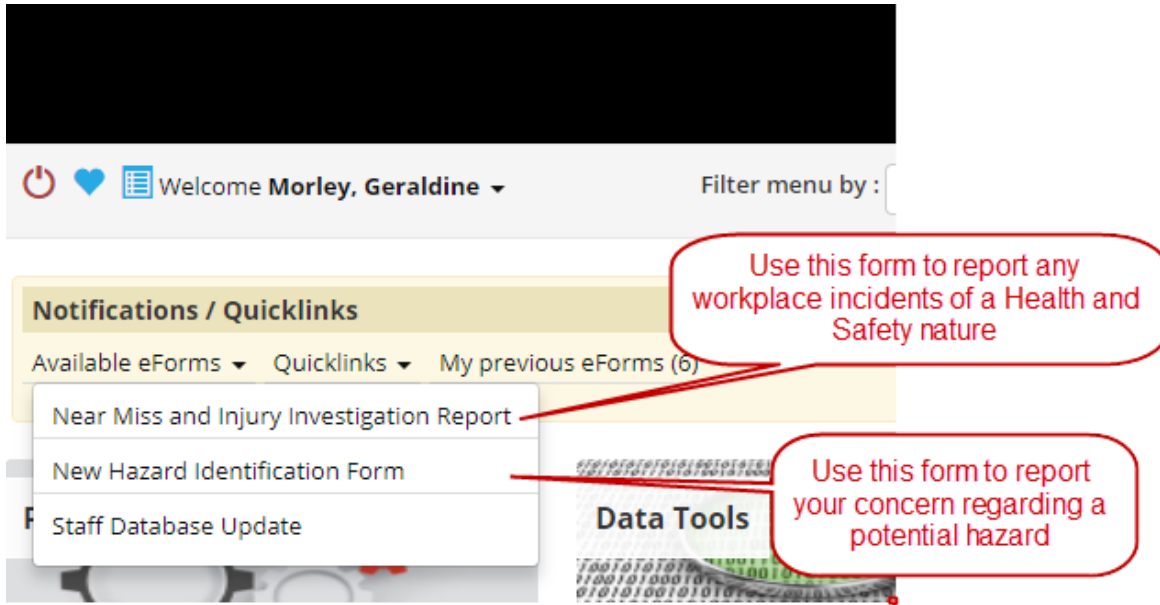 Welcome Morley, Geraldine
Filter menu by :
Use this form to report any
workplace incidents of a Health and
Safety nature
Notifications / Quicklinks
Available eForms Quicklinks My previous eForms (6)
Near Miss and Injury Investigation Report
New Hazard Identification Form
Staff Database Update
Use this form to report
your concern regarding a
potential hazard
Data Tools